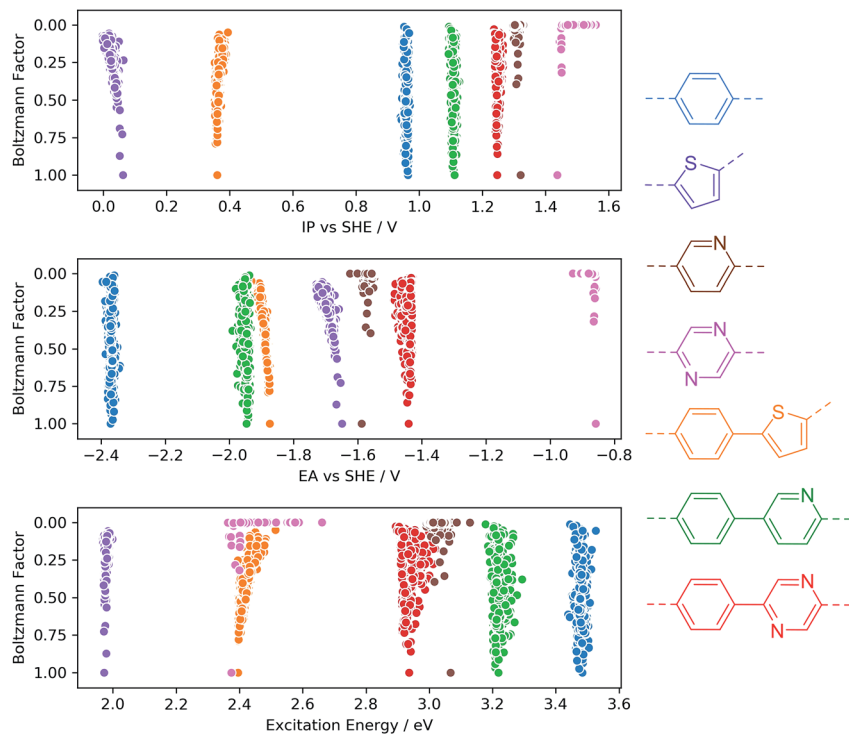 0.00
0.25
0.50
0.75
1.00
Boltzmann Factor
0.0 0.2 0.4 0.6 0.8 1.0 1.2 1.4 1.6
IP vs SHE / V
0.00
0.25
0.50
0.75
1.00
Boltzmann Factor
−2.4 −2.2 −2.0 −1.8 −1.6 −1.4 −1.2 −1.0 −0.8
EA vs SHE / V
0.00
0.25
0.50
0.75
1.00
Boltzmann Factor
2.0 2.2 2.4 2.6 2.8 3.0 3.2 3.4 3.6
Excitation Energy / eV
S
N
N
N
S
N
N
N